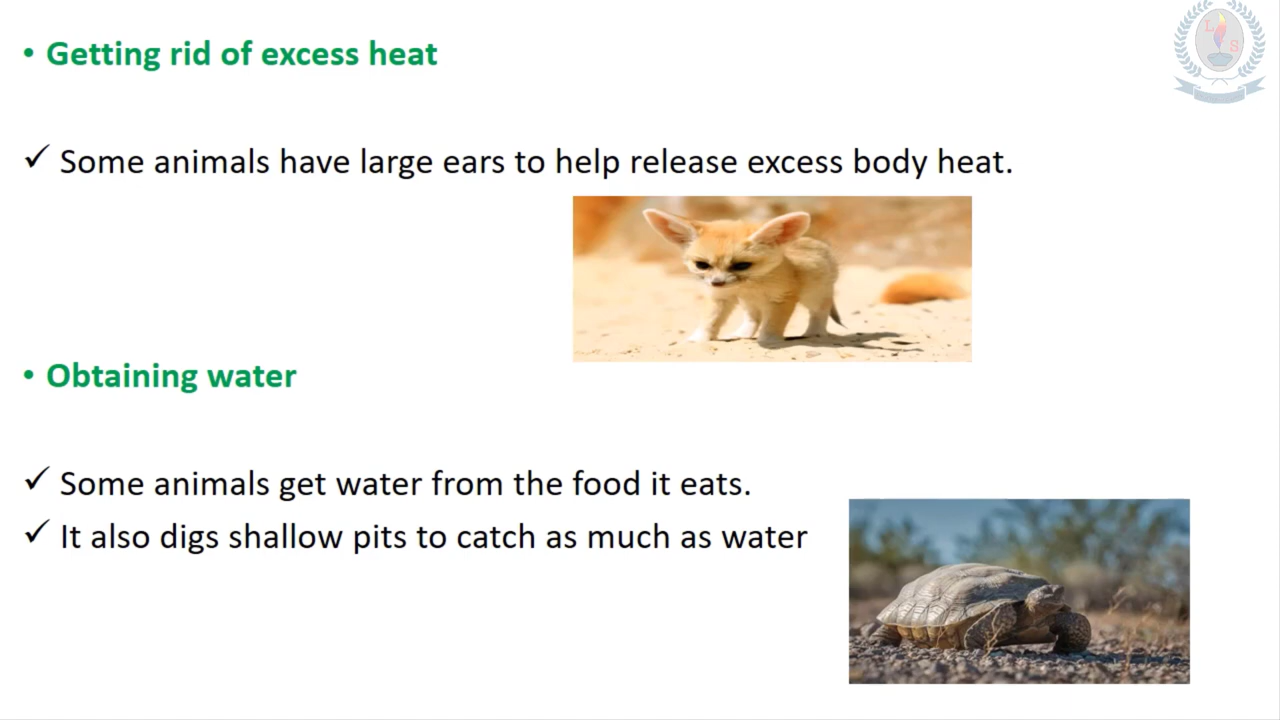 • Getting rid of excess heat
L
S
✓ Some animals have large ears to help release excess body heat.
• Obtaining water
✓ Some animals get water from the food it eats.
✓ It also digs shallow pits to catch as much as water